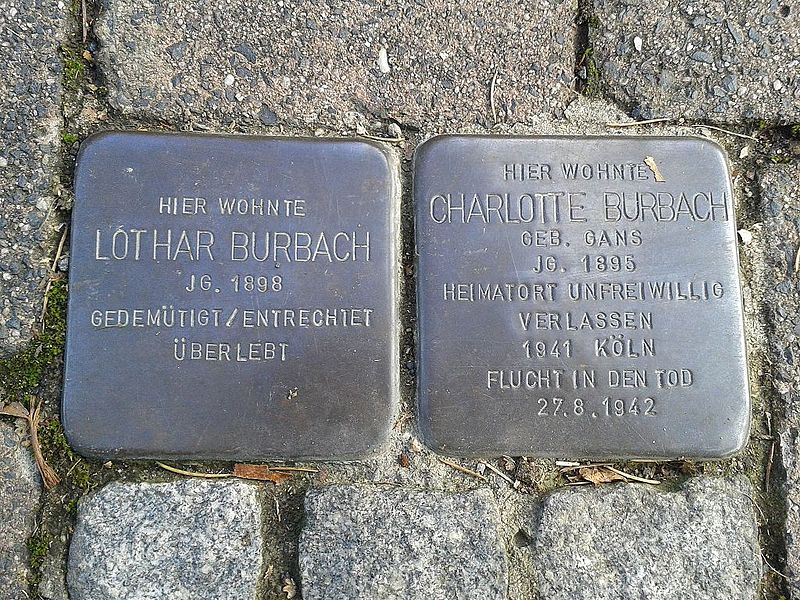 HIER WOHNTE
LOTHAR BURBACH
JG. 1898
GEDEMÜTIGT/ENTRECHTET
ÜBERLEBT
HIER WOHNTE
CHARLOTTE BURBACH
GEB. GANS
JG. 1895
HEIMATORT UNFREIWILLIG
VERLASSEN
1941 KÖLN
FLUCHT IN DEN TOD
27.8.1942